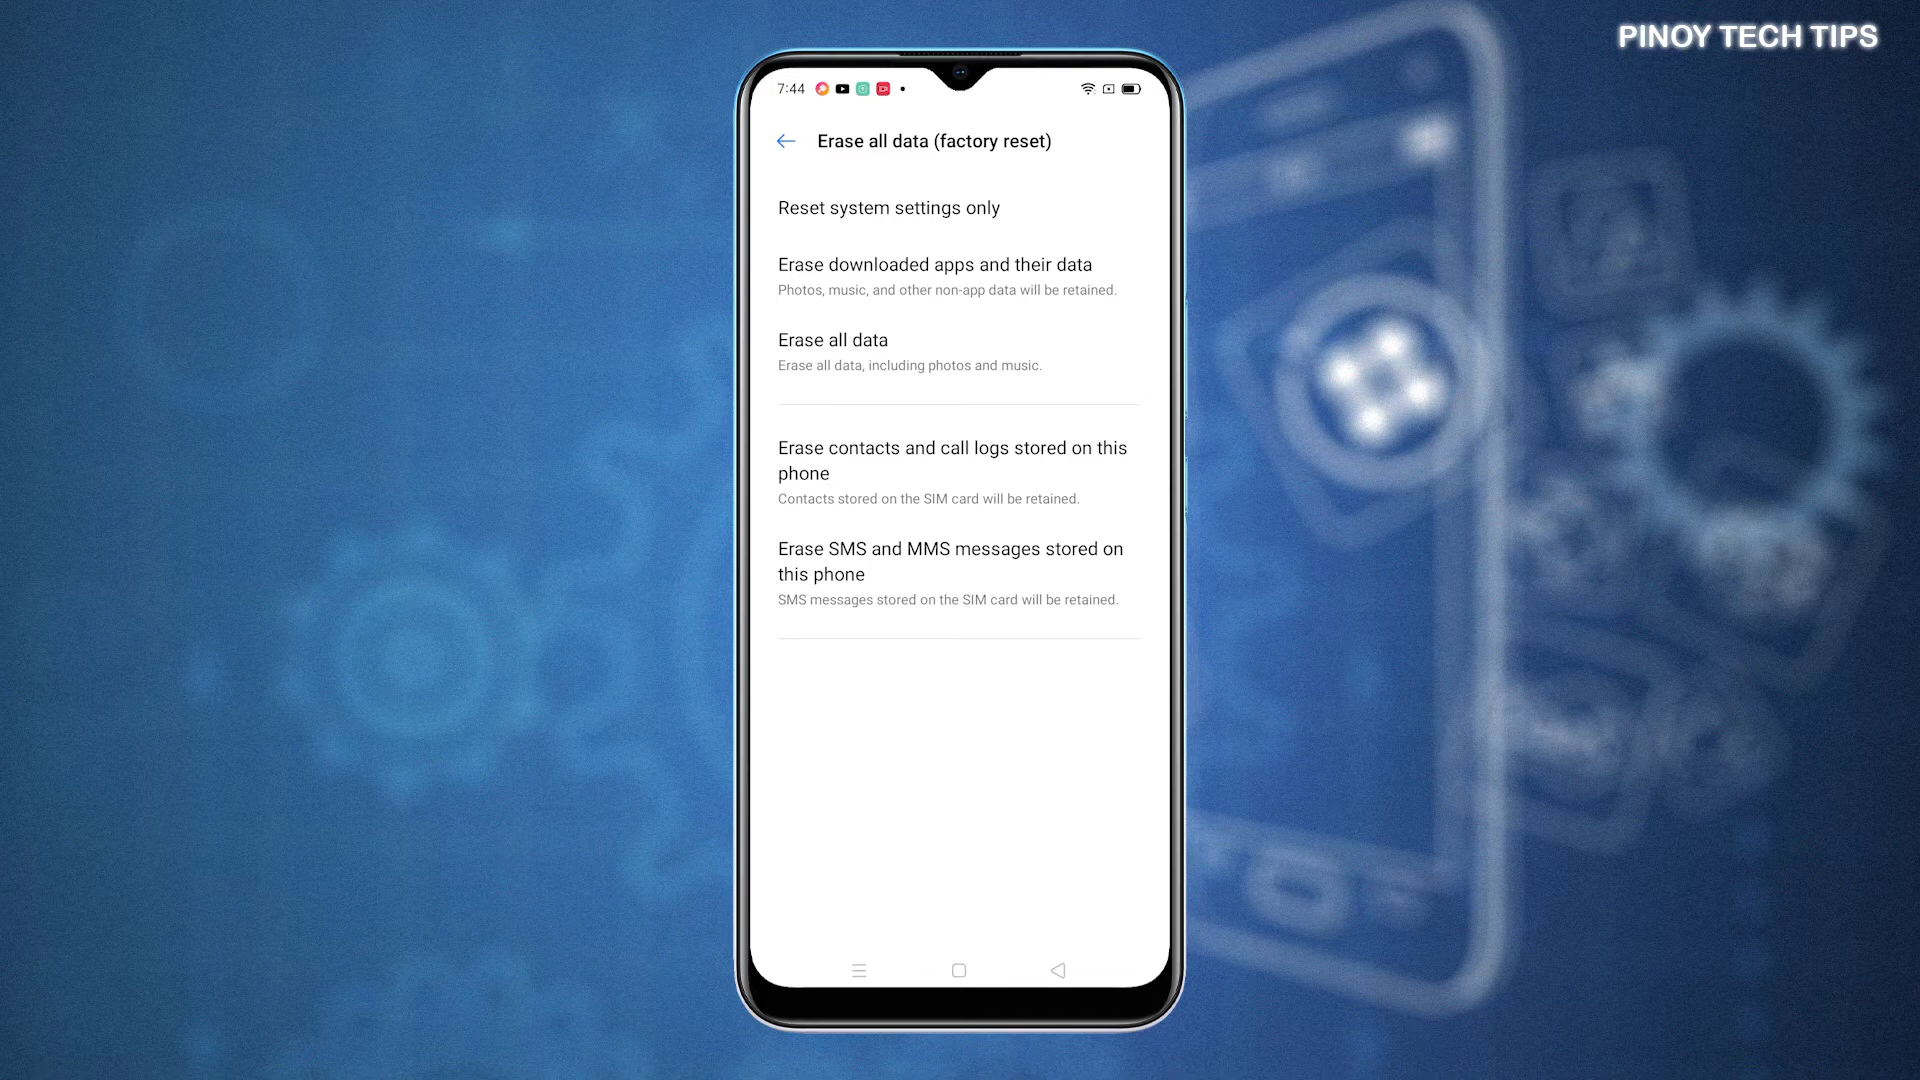 PINOY TECH TIPS
7:44
Erase all data (factory reset)
Reset system settings only
Erase downloaded apps and their data
Photos, music, and other non-app data will be retained.
Erase all data
Erase all data, including photos and music.
Erase contacts and call logs stored on this
phone
Contacts stored on the SIM card will be retained.
Erase SMS and MMS messages stored on
this phone
SMS messages stored on the SIM card will be retained.